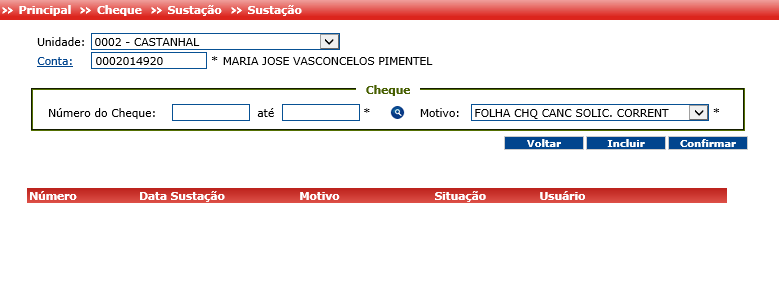 >> Principal >> Cheque >> Sustação >> Sustação
Unidade: 0002 - CASTANHAL
Conta: 0002014920 * MARIA JOSE VASCONCELOS PIMENTEL
Cheque
Número do Cheque: até * Motivo: FOLHA CHQ CANC SOLIC. CORRENT *
Voltar Incluir Confirmar
Número Data Sustação Motivo Situação Usuário